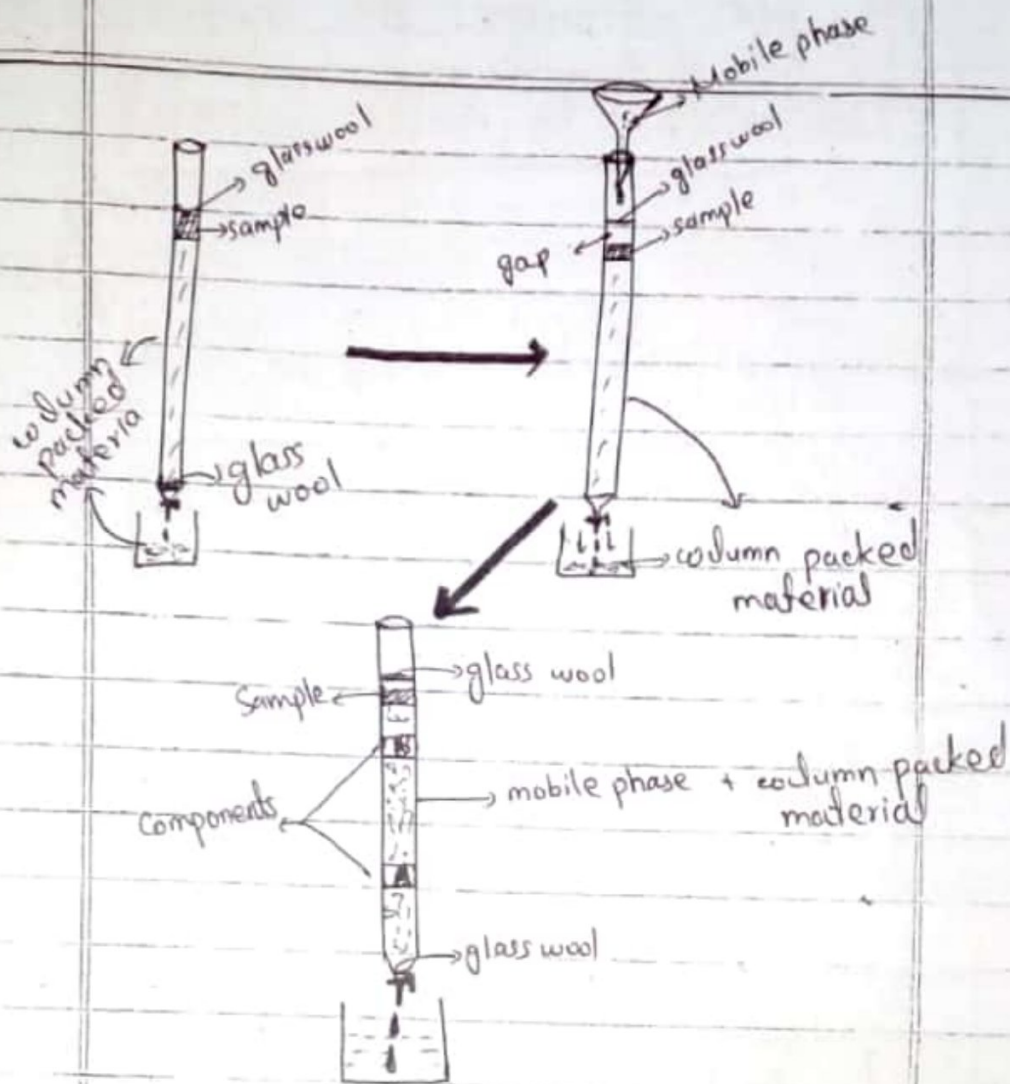 glasswool
sample
column
packed
materia
glass
wool
Mobile phase
glasswool
sample
gap
column packed
material
glass wool
Sample
B
Components
mobile phase + column packed
material
A
glass wool